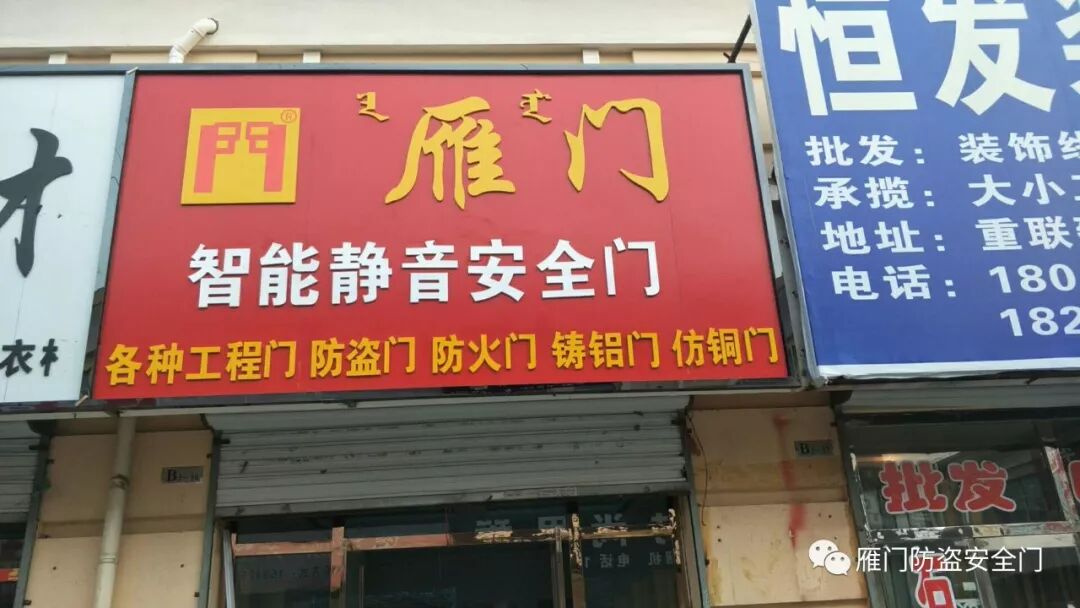 門®
雁门
智能静音安全门
各种工程门 防盗门 防火门 铸铝门 仿铜门
恒发
批发：装饰线
承揽：大小
地址：重联
电话：180
182
衣
批发
石
雁门防盗安全门